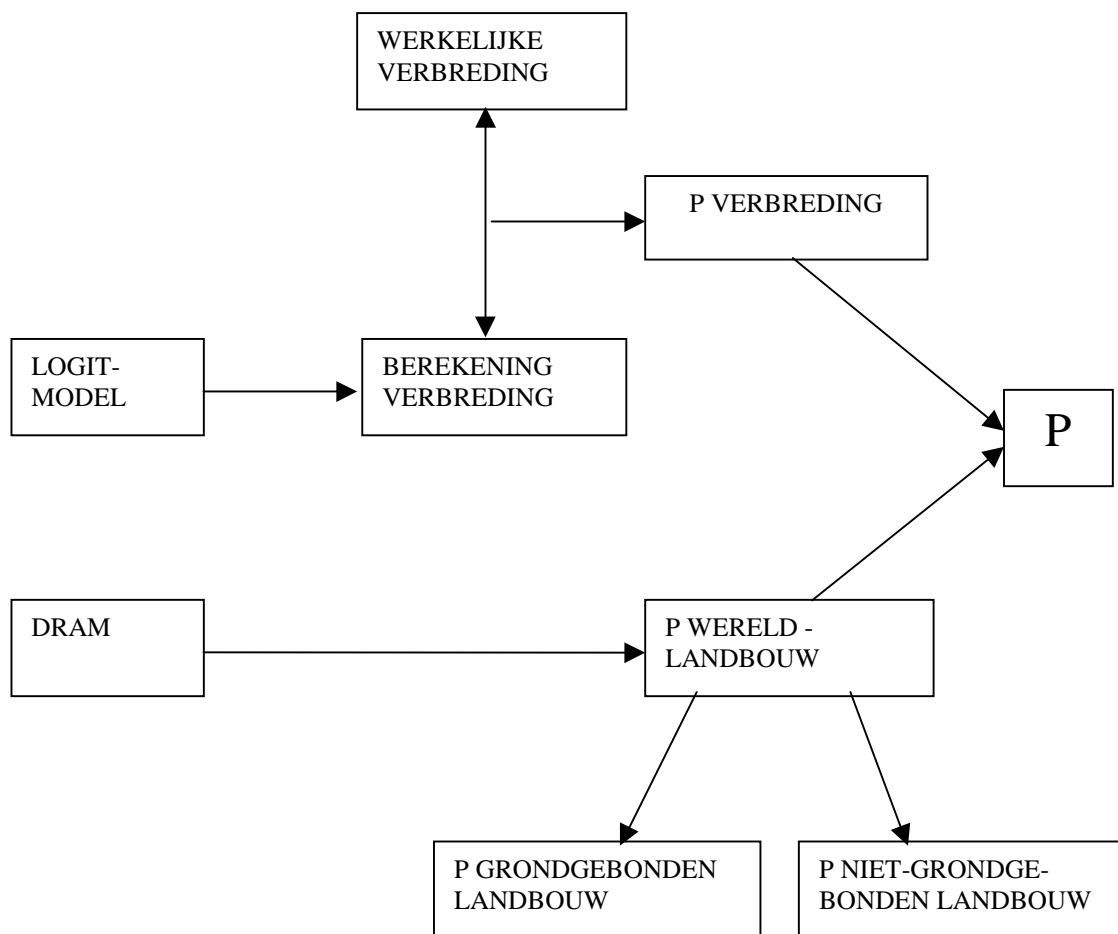 WERKELIJKE
VERBREDING
P VERBREDING
LOGIT-
MODEL
BEREKENING
VERBREDING
P
DRAM
P WERELD -
LANDBOUW
P GRONDGEBONDEN
LANDBOUW
P NIET-GRONDGE-
BONDEN LANDBOUW